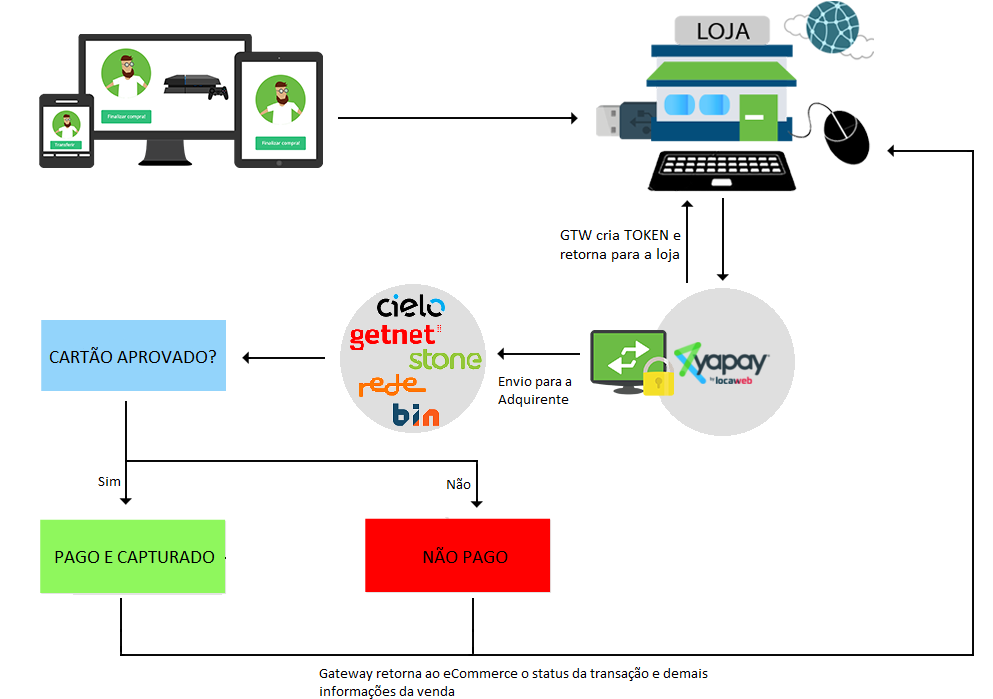 LOJA
Finalizar compra!
Transferir
Finalizar compra!
GTW cria TOKEN e
retorna para a loja
cielo
getnet
stone
rede
bin
yapay
by locaweb
Envio para a
Adquirente
CARTÃO APROVADO?
Sim
Não
PAGO E CAPTURADO
NÃO PAGO
Gateway retorna ao eCommerce o status da transação e demais
informações da venda